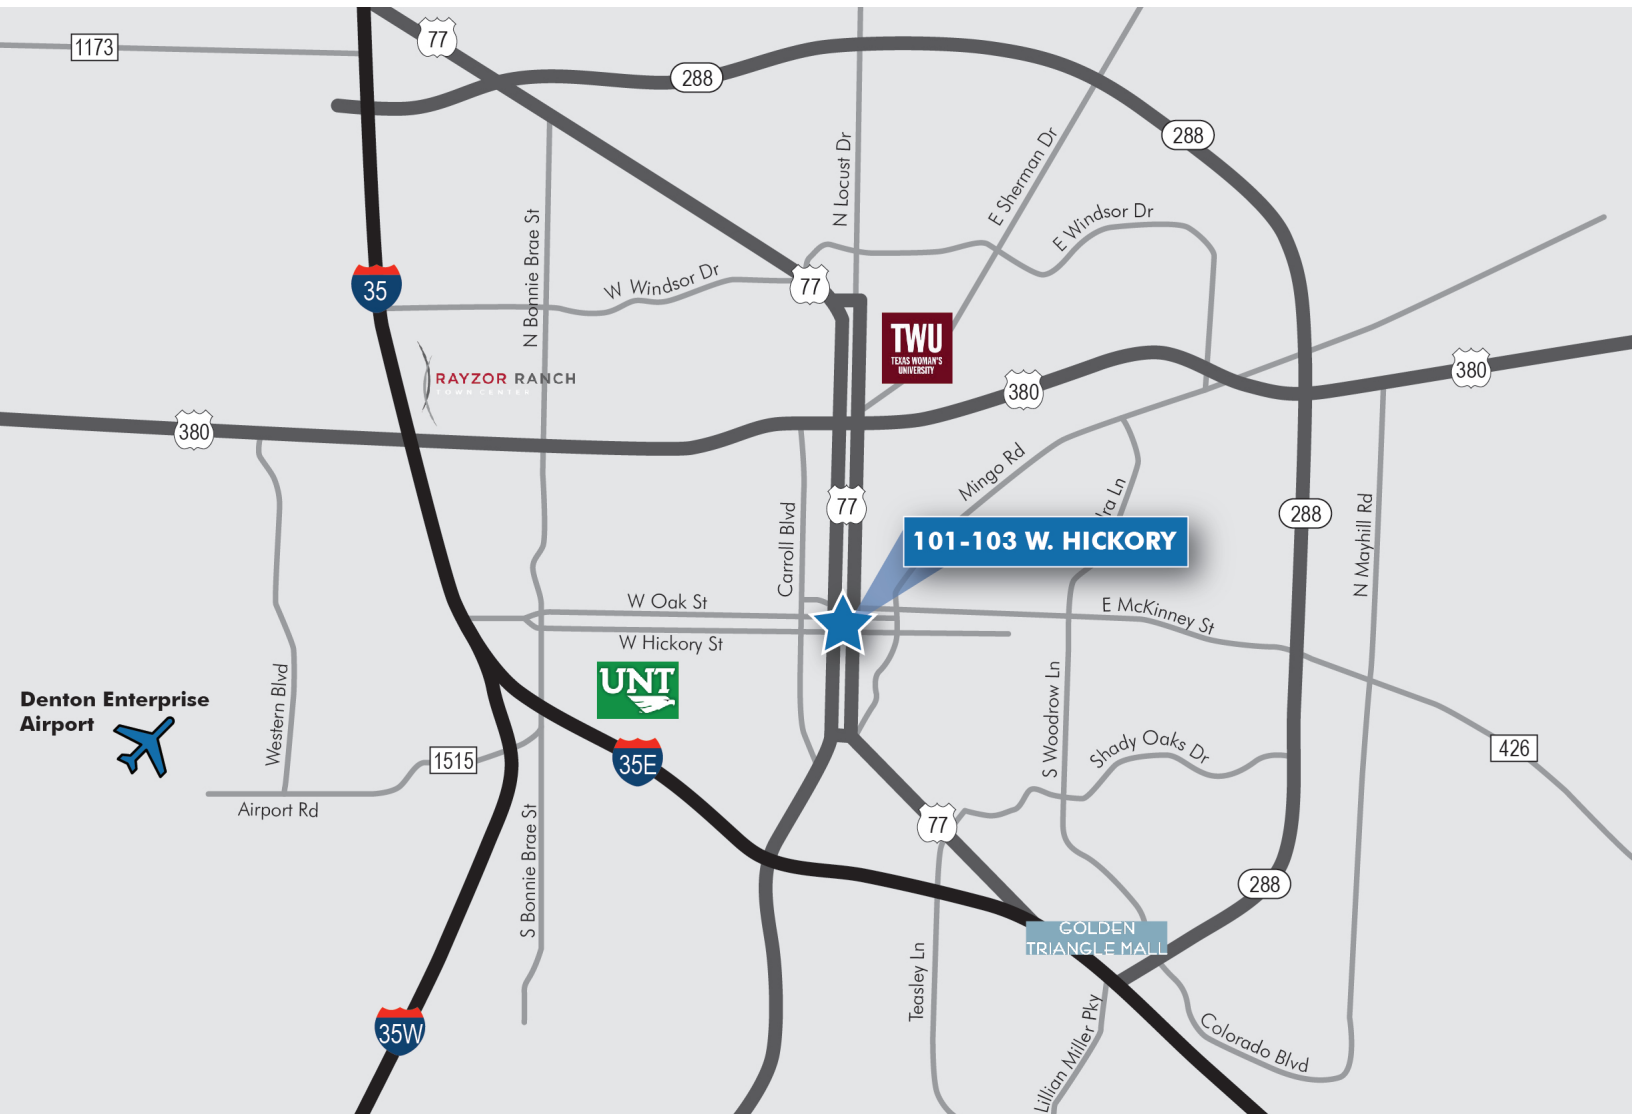 77
1173
288
288
N Locust Dr
E Sherman Dr
E Windsor Dr
N Bonnie Brae St
W Windsor Dr
77
35
TWU
TEXAS WOMAN'S
UNIVERSITY
RAYZOR RANCH
TOWN CENTER
380
380
380
Mingo Rd
77
Carroll Blvd
288
N Mayhill Rd
101-103 W. HICKORY
W Oak St
E McKinney St
W Hickory St
UNT
Denton Enterprise
Airport
Western Blvd
S Woodrow Ln
Shady Oaks Dr
426
1515
35E
Airport Rd
77
S Bonnie Brae St
288
GOLDEN
TRIANGLE MALL
Teasley Ln
Lillian Miller Pky
Colorado Blvd
35W